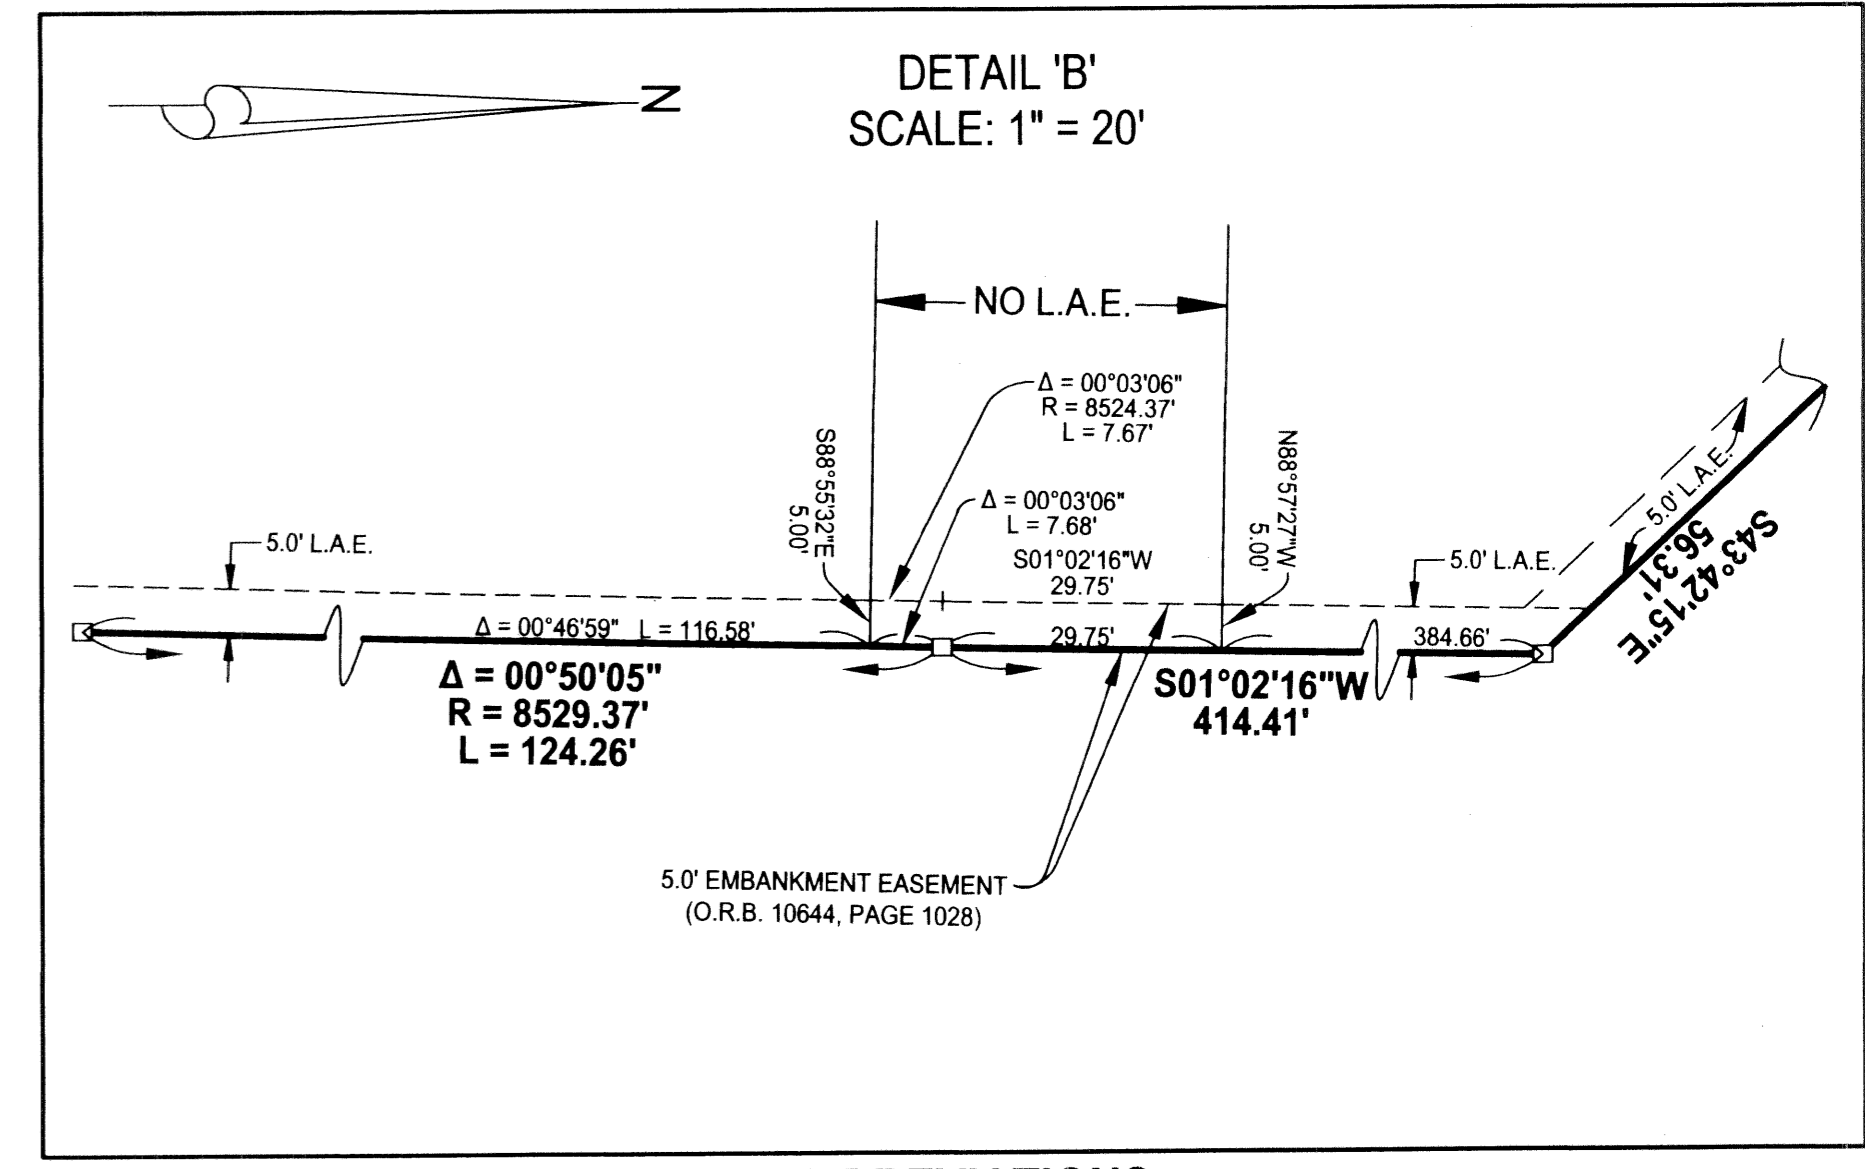 DETAIL 'B'
SCALE: 1" = 20'
N
NO L.A.E.
Δ = 00°03'06"
R = 8524.37'
L = 7.67'
S88°55'32"E
5.00'
Δ = 00°03'06"
L = 7.68'
N88°57'27"W
5.00'
S01°02'16"W
29.75'
5.0' L.A.E.
5.0' L.A.E.
5.0' L.A.E.
S43°42'15"E
56.31'
Δ = 00°46'59" L = 116.58'
29.75'
384.66'
Δ = 00°50'05"
R = 8529.37'
L = 124.26'
S01°02'16"W
414.41'
5.0' EMBANKMENT EASEMENT
(O.R.B. 10644, PAGE 1028)